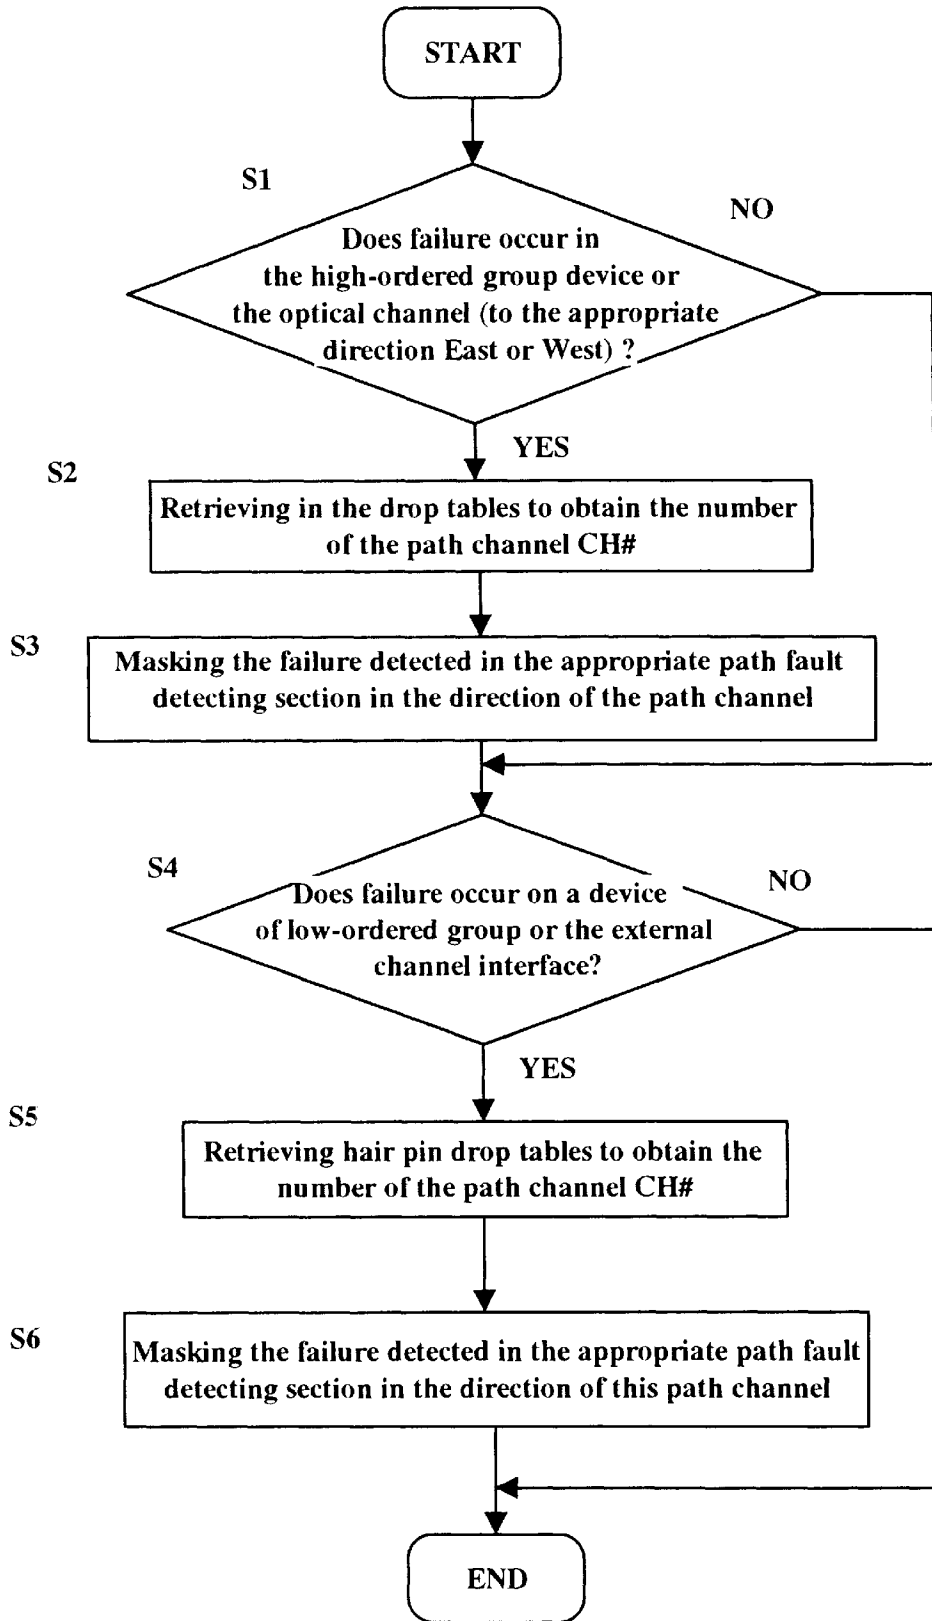 START
S1
NO
Does failure occur in
the high-ordered group device or
the optical channel (to the appropriate
direction East or West) ?
YES
S2
Retrieving in the drop tables to obtain the number
of the path channel CH#
S3
Masking the failure detected in the appropriate path fault
detecting section in the direction of the path channel
S4
NO
Does failure occur on a device
of low-ordered group or the external
channel interface?
YES
S5
Retrieving hair pin drop tables to obtain the
number of the path channel CH#
S6
Masking the failure detected in the appropriate path fault
detecting section in the direction of this path channel
END